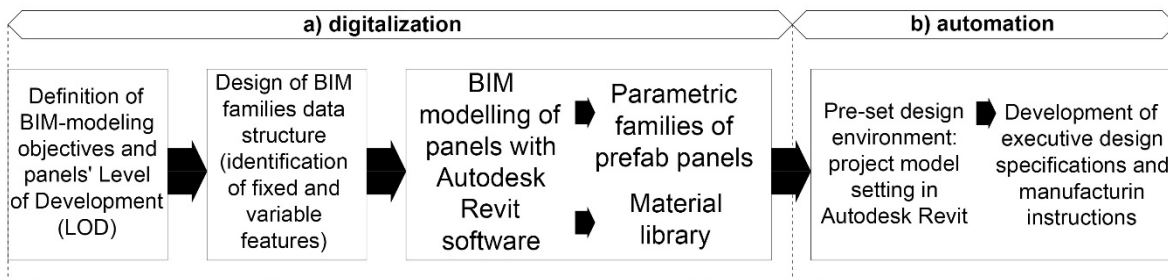 a) digitalization
b) automation
Definition of
BIM-modeling
objectives and
panels' Level
of Development
(LOD)
Design of BIM
families data
structure
(identification
of fixed and
variable
features)
BIM
modelling of
panels with
Autodesk
Revit
software
Parametric
families of
prefab panels
Material
library
Pre-set design
environment:
project model
setting in
Autodesk Revit
Development of
executive design
specifications and
manufacturin
instructions